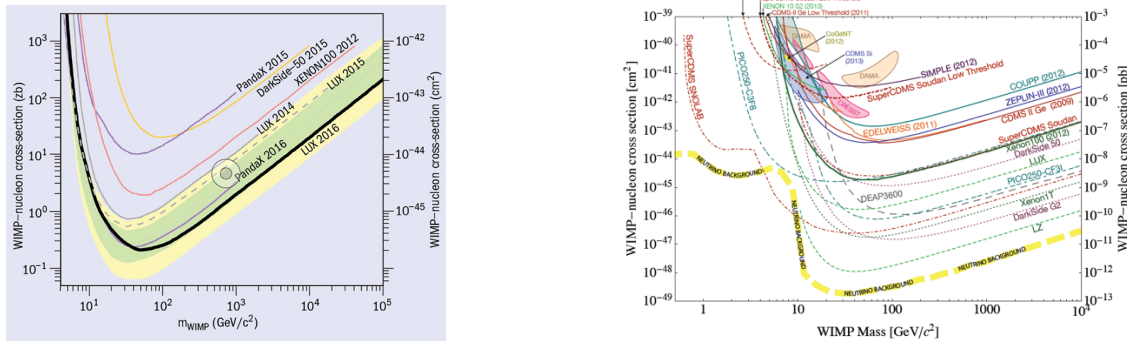 10³
10²
10¹
10⁰
10⁻¹
WIMP–nucleon cross-section (zb)
PandaX 2015
DarkSide-50 2015
XENON100 2012
LUX 2014
LUX 2015
PandaX 2016
LUX 2016
10⁻⁴²
10⁻⁴³
10⁻⁴⁴
10⁻⁴⁵
WIMP–nucleon cross-section (cm²)
10¹
10²
10³
10⁴
10⁵
mWIMP (GeV/c²)
CDMS-II Ge Low Threshold (2011)
XENON 10 S2 (2013)
10⁻³⁹
10⁻⁴⁰
10⁻⁴¹
10⁻⁴²
10⁻⁴³
10⁻⁴⁴
10⁻⁴⁵
10⁻⁴⁶
10⁻⁴⁷
10⁻⁴⁸
10⁻⁴⁹
WIMP–nucleon cross section [cm²]
SuperCDMS SNOLAB
PICO250-C3F8
DAMA
CoGeNT
(2012)
CDMS Si
(2013)
DAMA
CRESST
SIMPLE (2012)
SuperCDMS Soudan Low Threshold
COUPP (2012)
ZEPLIN-III (2012)
EDELWEISS (2011)
CDMS II Ge (2009)
SuperCDMS Soudan
Xenon100 (2012)
DarkSide 50
LUX
PICO250-CF3I
DEAP3600
Xenon1T
DarkSide G2
LZ
NEUTRINO BACKGROUND
NEUTRINO BACKGROUND
NEUTRINO BACKGROUND
NEUTRINO BACKGROUND
NEUTRINO BACKGROUND
10⁻³
10⁻⁴
10⁻⁵
10⁻⁶
10⁻⁷
10⁻⁸
10⁻⁹
10⁻¹⁰
10⁻¹¹
10⁻¹²
10⁻¹³
WIMP–nucleon cross section [pb]
1
10
100
1000
10⁴
WIMP Mass [GeV/c²]